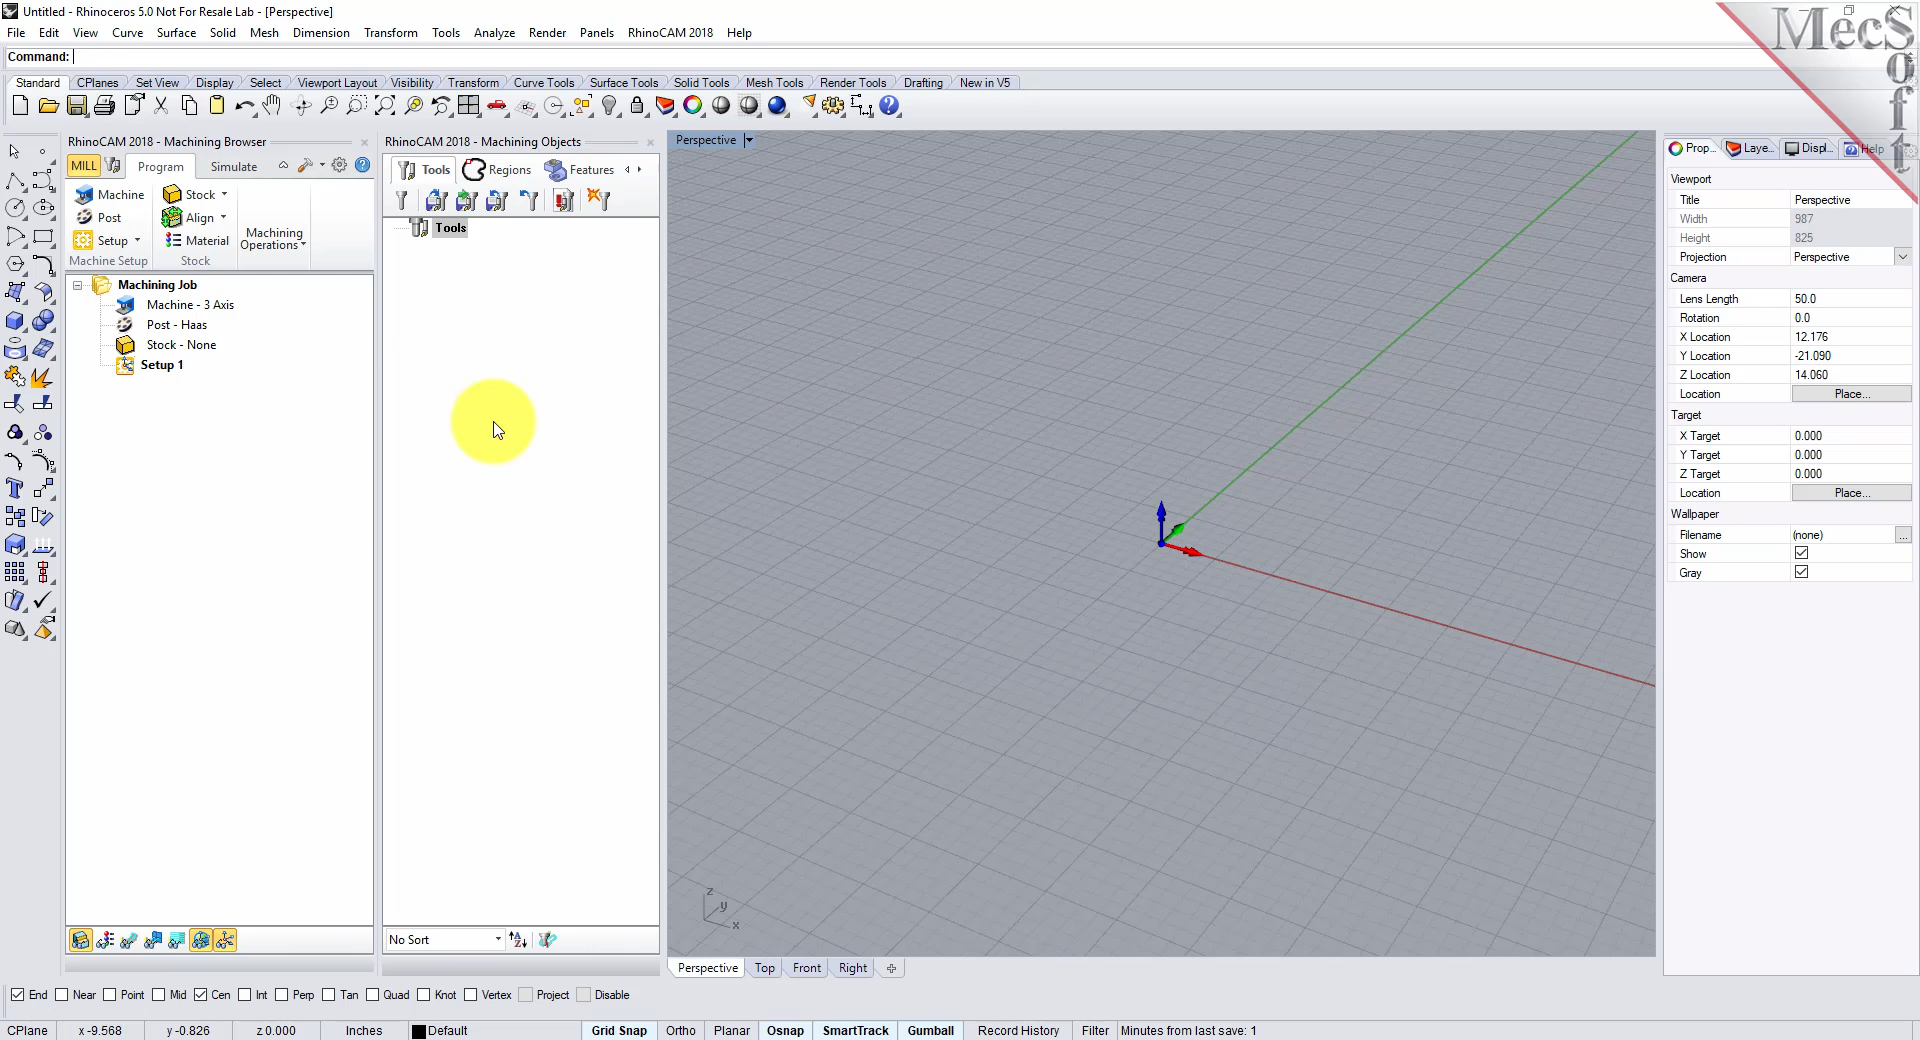 Untitled - Rhinoceros 5.0 Not For Resale Lab - [Perspective]
File Edit View Curve Surface Solid Mesh Dimension Transform Tools Analyze Render Panels RhinoCAM 2018 Help
MecSoft
Command:
Standard CPlanes Set View Display Select Viewport Layout Visibility Transform Curve Tools Surface Tools Solid Tools Mesh Tools Render Tools Drafting New in V5
RhinoCAM 2018 - Machining Browser
MILL Program Simulate
Machine Stock
Post Align
Setup Material
Machining Operations
Machine Setup Stock
Machining Job
Machine - 3 Axis
Post - Haas
Stock - None
Setup 1
RhinoCAM 2018 - Machining Objects
Tools Regions Features
Tools
No Sort
Perspective
z
y
x
Perspective Top Front Right
Prop... Laye... Displ... Help
Viewport
Title Perspective
Width 987
Height 825
Projection Perspective
Camera
Lens Length 50.0
Rotation 0.0
X Location 12.176
Y Location -21.090
Z Location 14.060
Location Place...
Target
X Target 0.000
Y Target 0.000
Z Target 0.000
Location Place...
Wallpaper
Filename (none) ...
Show
Gray
End Near Point Mid Cen Int Perp Tan Quad Knot Vertex Project Disable
CPlane x -9.568 y -0.826 z 0.000 Inches Default Grid Snap Ortho Planar Osnap SmartTrack Gumball Record History Filter Minutes from last save: 1